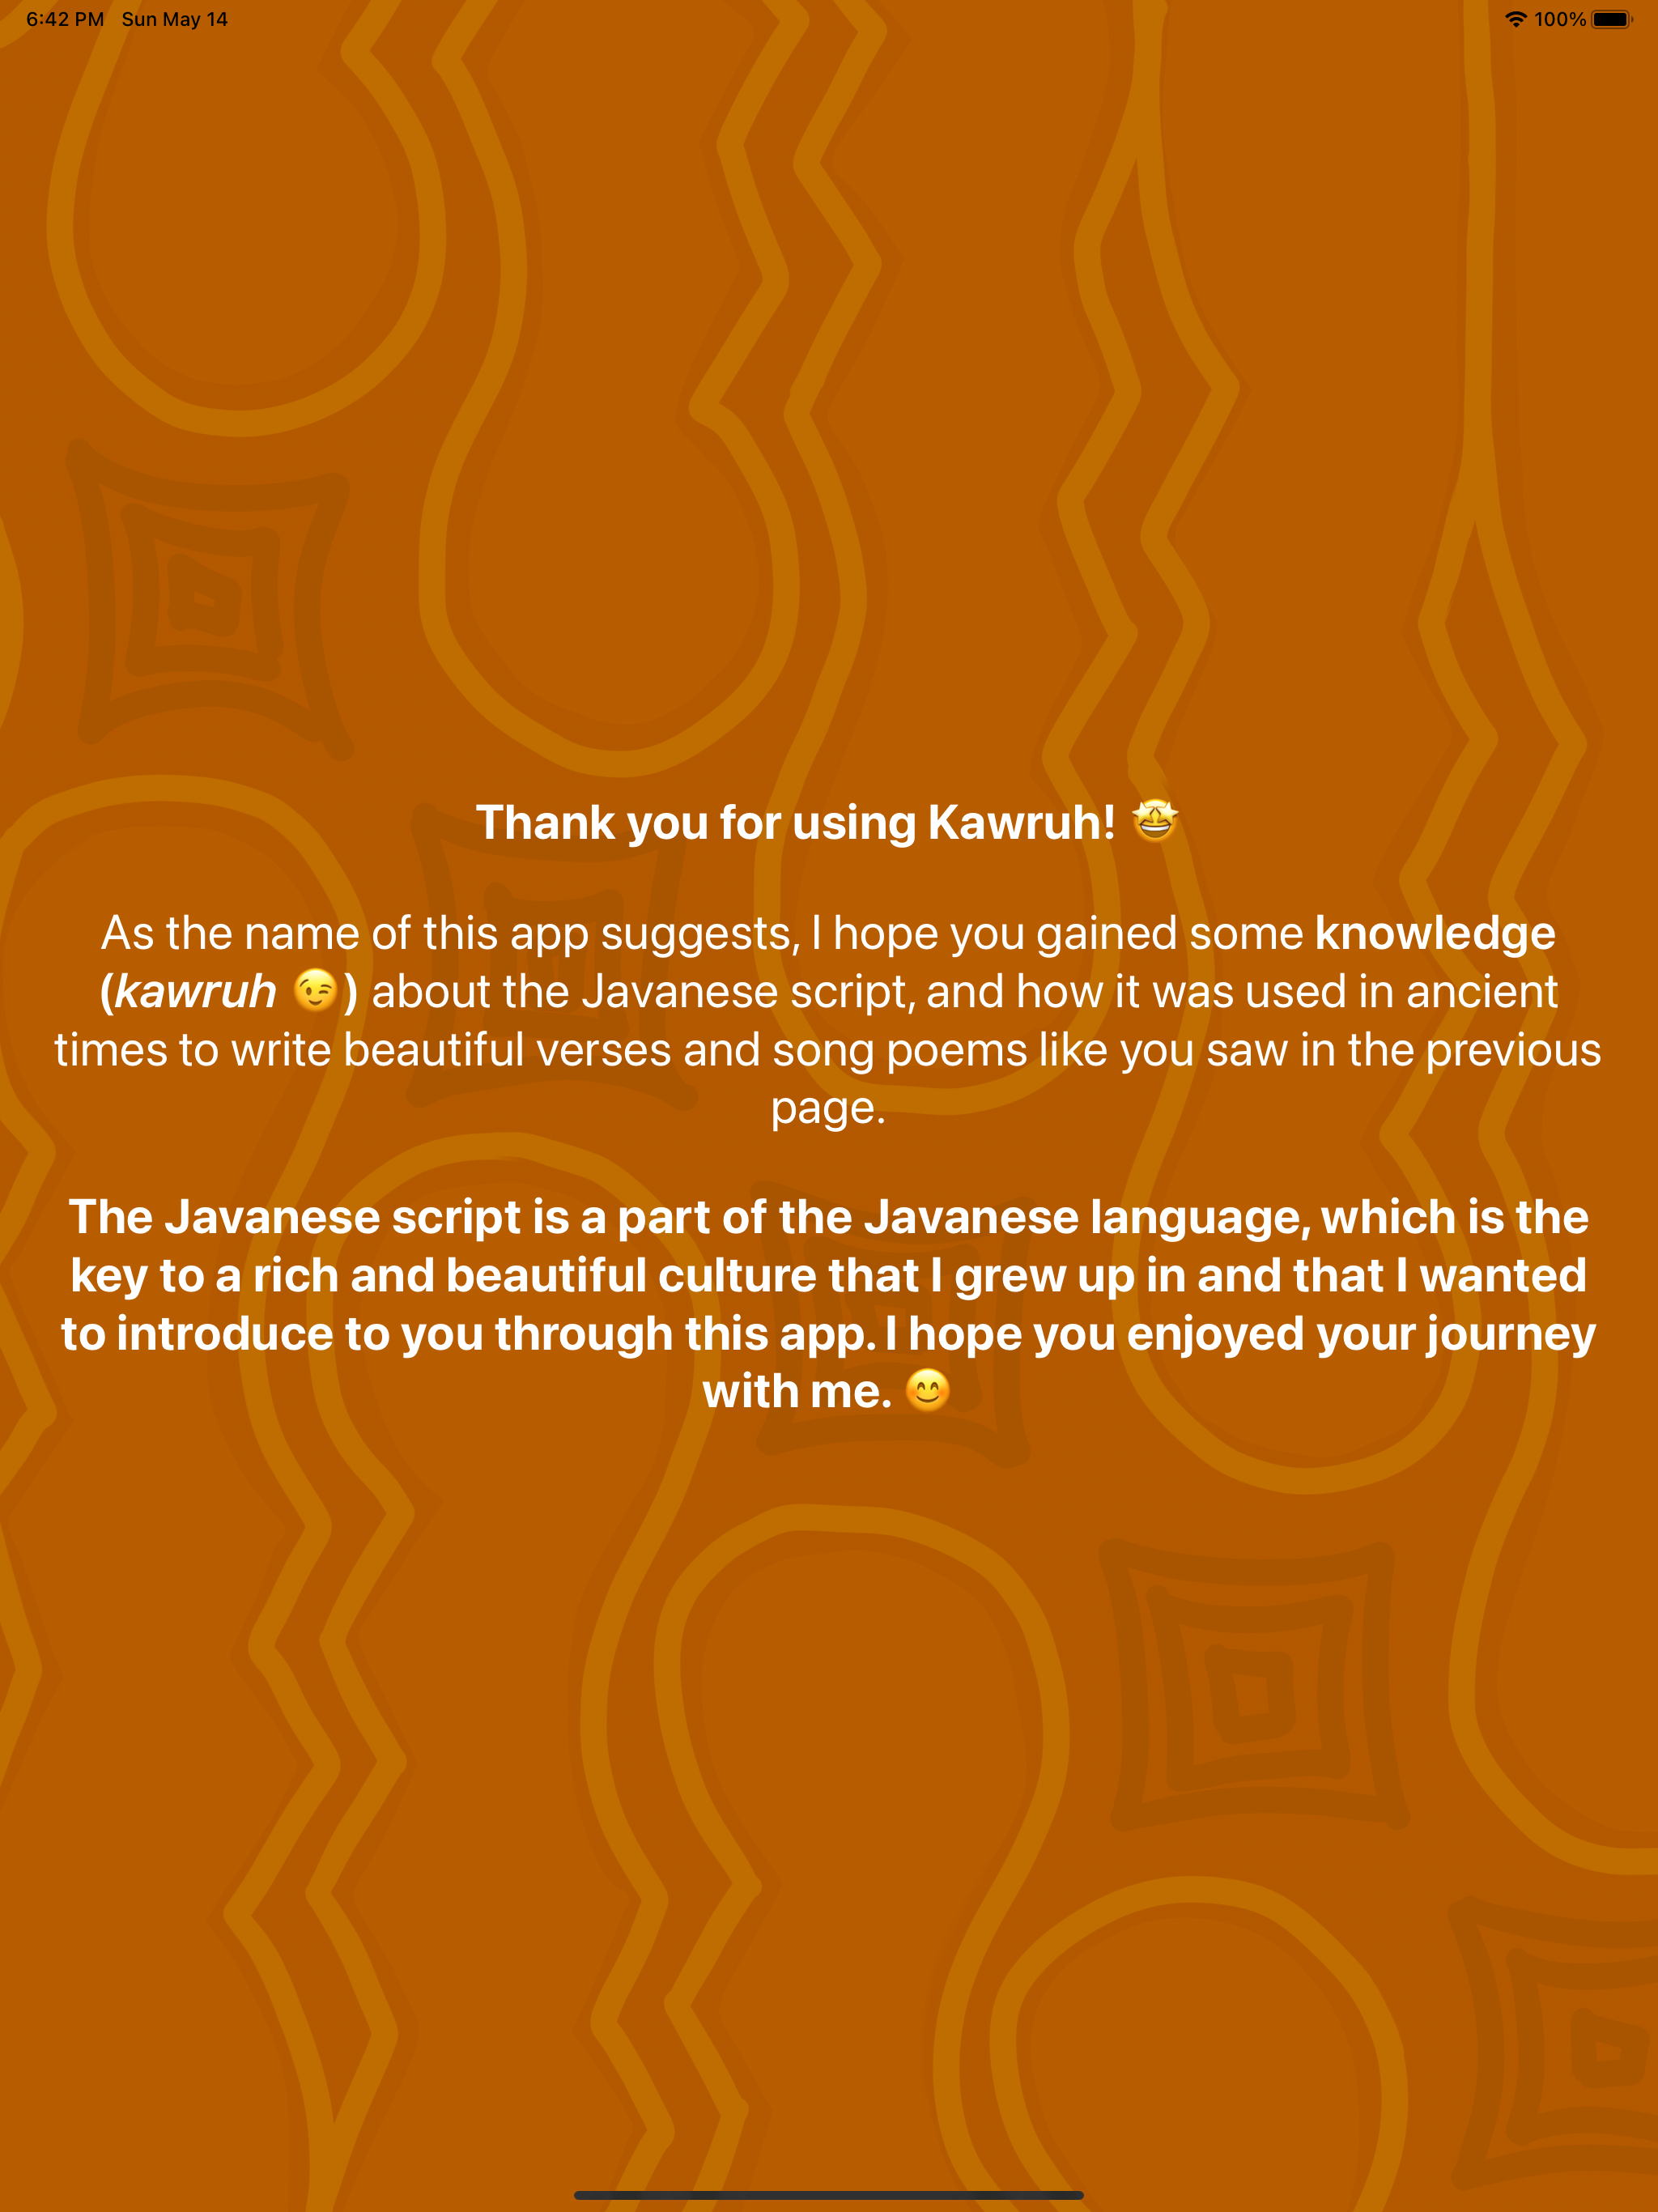 6:42 PM Sun May 14
100%
Thank you for using Kawruh! 🤩
As the name of this app suggests, I hope you gained some knowledge
(kawruh 😉) about the Javanese script, and how it was used in ancient
times to write beautiful verses and song poems like you saw in the previous
page.
The Javanese script is a part of the Javanese language, which is the
key to a rich and beautiful culture that I grew up in and that I wanted
to introduce to you through this app. I hope you enjoyed your journey
with me. 😊